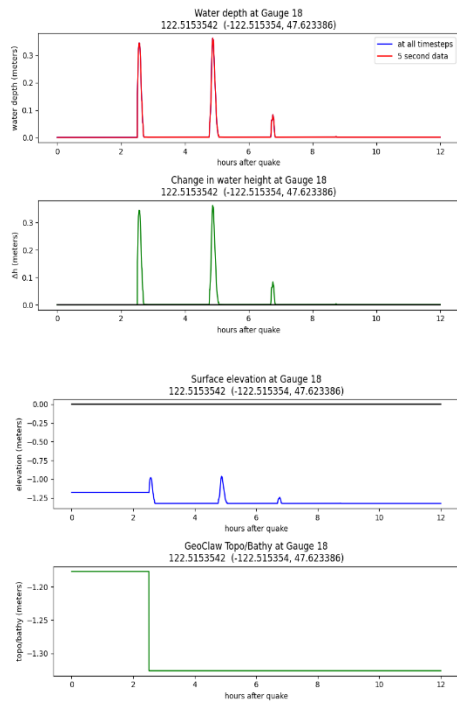 Water depth at Gauge 18
122.5153542 (-122.515354, 47.623386)
at all timesteps
5 second data
water depth (meters)
0.3
0.2
0.1
0.0
0 2 4 6 8 10 12
hours after quake
Change in water height at Gauge 18
122.5153542 (-122.515354, 47.623386)
Δh (meters)
0.3
0.2
0.1
0.0
0 2 4 6 8 10 12
hours after quake
Surface elevation at Gauge 18
122.5153542 (-122.515354, 47.623386)
elevation (meters)
0.00
−0.25
−0.50
−0.75
−1.00
−1.25
0 2 4 6 8 10 12
hours after quake
GeoClaw Topo/Bathy at Gauge 18
122.5153542 (-122.515354, 47.623386)
topo/bathy (meters)
−1.20
−1.25
−1.30
0 2 4 6 8 10 12
hours after quake